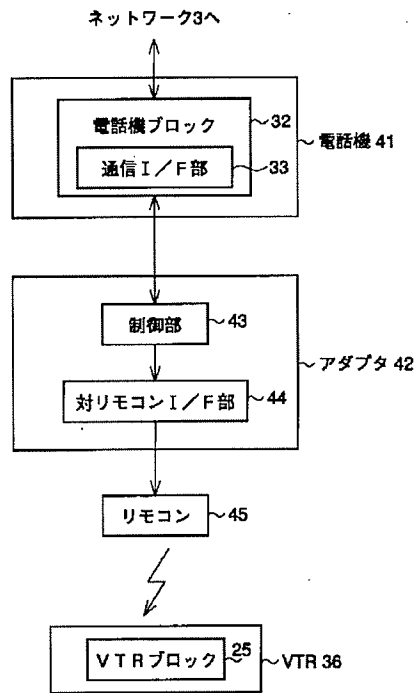 ネットワーク3へ
電話機ブロック
32
通信I/F部
33
電話機 41
制御部
43
対リモコンI/F部
44
アダプタ 42
リモコン
45
VTRブロック
25
VTR 36